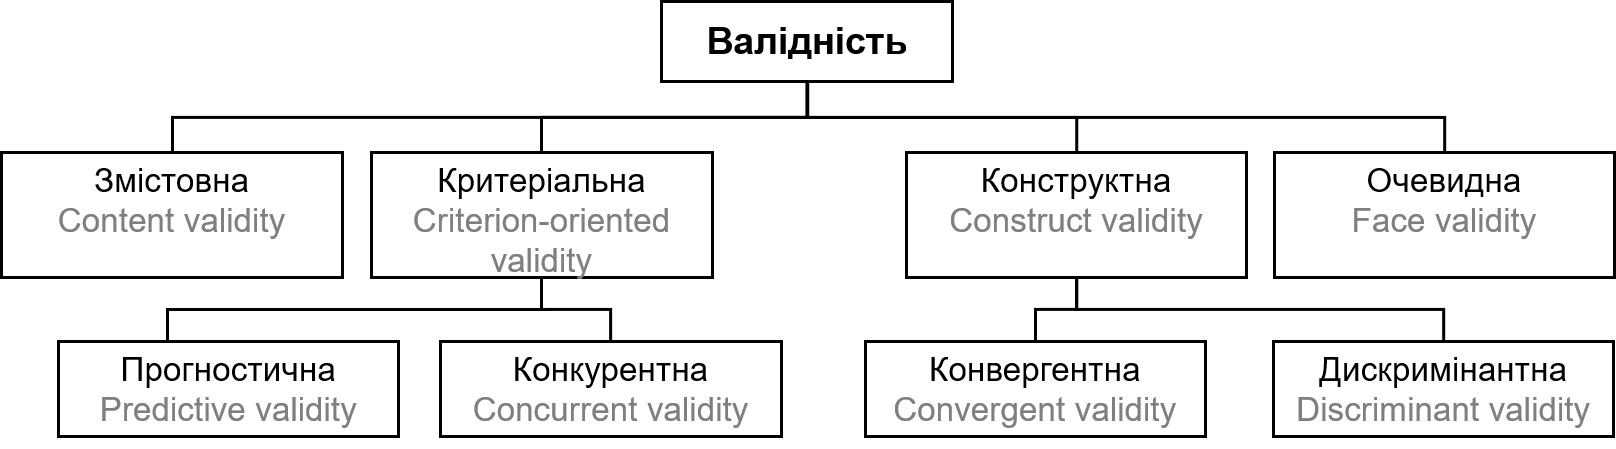 Валідність
Змістовна
Content validity
Критеріальна
Criterion-oriented
validity
Конструктна
Construct validity
Очевидна
Face validity
Прогностична
Predictive validity
Конкурентна
Concurrent validity
Конвергентна
Convergent validity
Дискримінантна
Discriminant validity